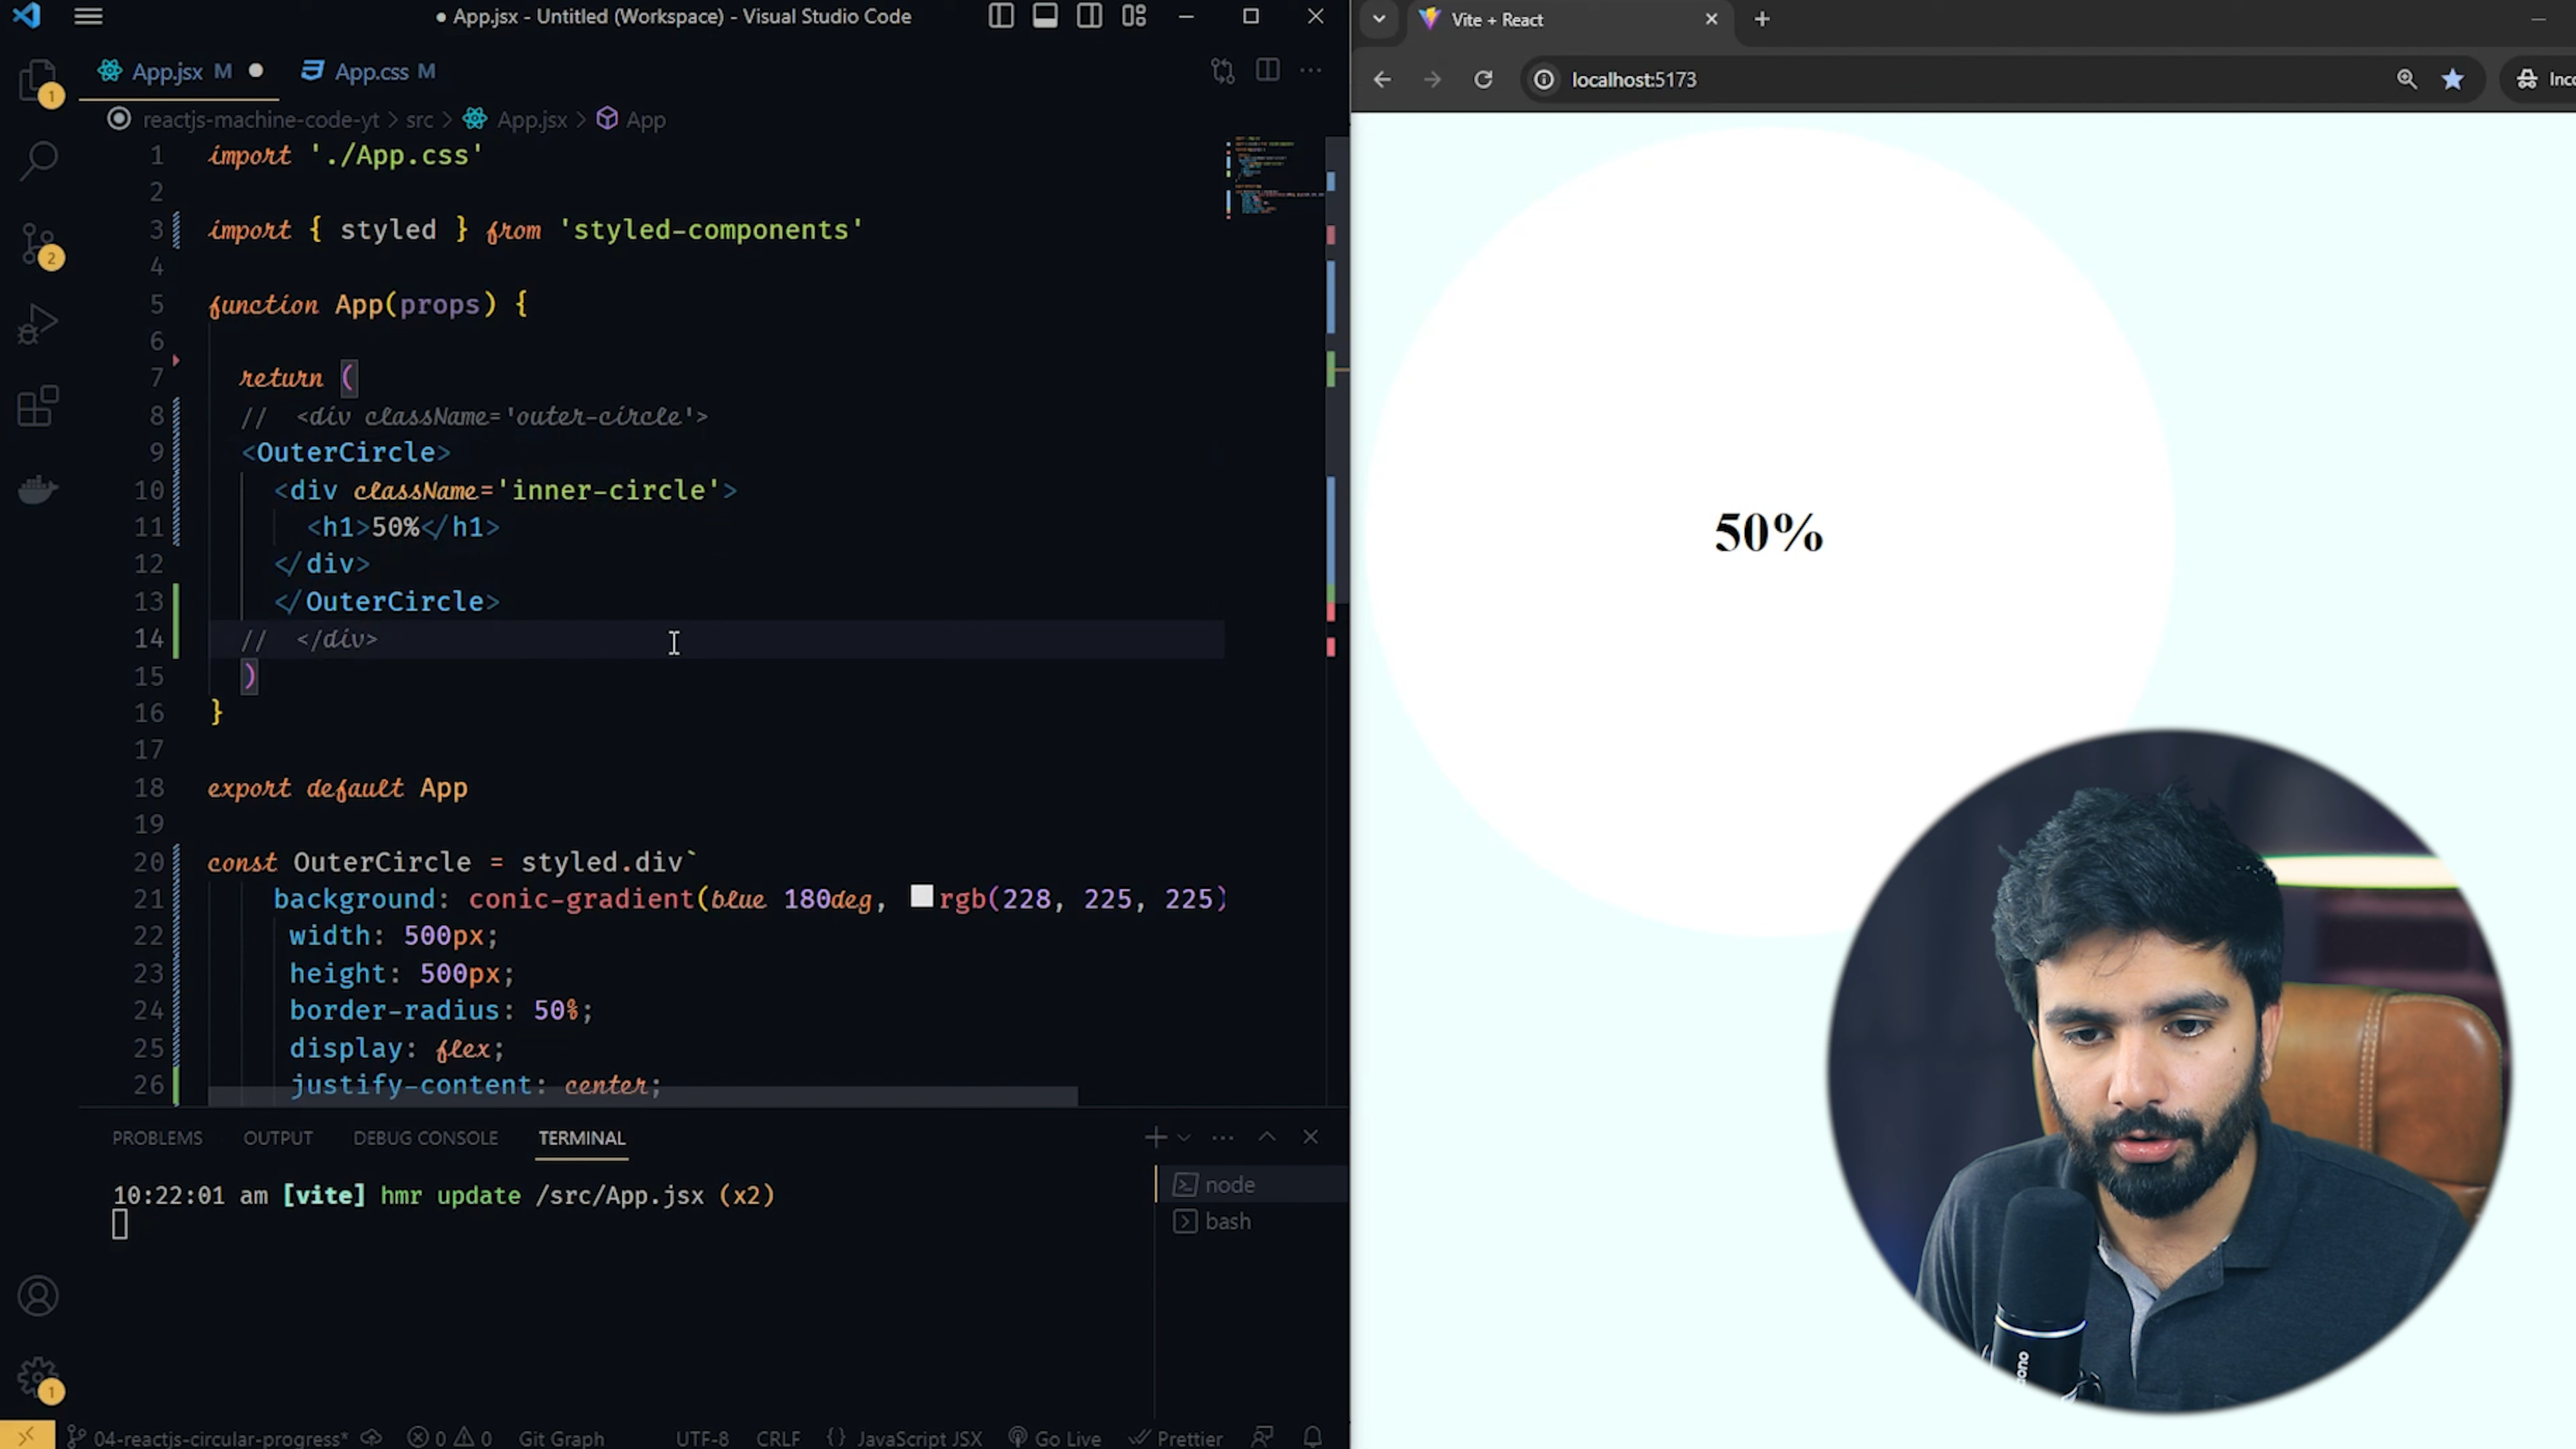 App.jsx - Untitled (Workspace) - Visual Studio Code
App.jsx M
App.css M
reactjs-machine-code-yt > src > App.jsx > App
1 import './App.css'
2
3 import { styled } from 'styled-components'
4
5 function App(props) {
6
7 return (
8 // <div className='outer-circle'>
9 <OuterCircle>
10 <div className='inner-circle'>
11 <h1>50%</h1>
12 </div>
13 </OuterCircle>
14 // </div>
15 )
16 }
17
18 export default App
19
20 const OuterCircle = styled.div`
21 background: conic-gradient(blue 180deg, rgb(228, 225, 225)
22 width: 500px;
23 height: 500px;
24 border-radius: 50%;
25 display: flex;
26 justify-content: center;
1
2
1
PROBLEMS OUTPUT DEBUG CONSOLE TERMINAL
10:22:01 am [vite] hmr update /src/App.jsx (x2)
node
bash
04-reactjs-circular-progress* 0 0 Git Graph UTF-8 CRLF {} JavaScript JSX Go Live Prettier
Vite + React
localhost:5173
50%